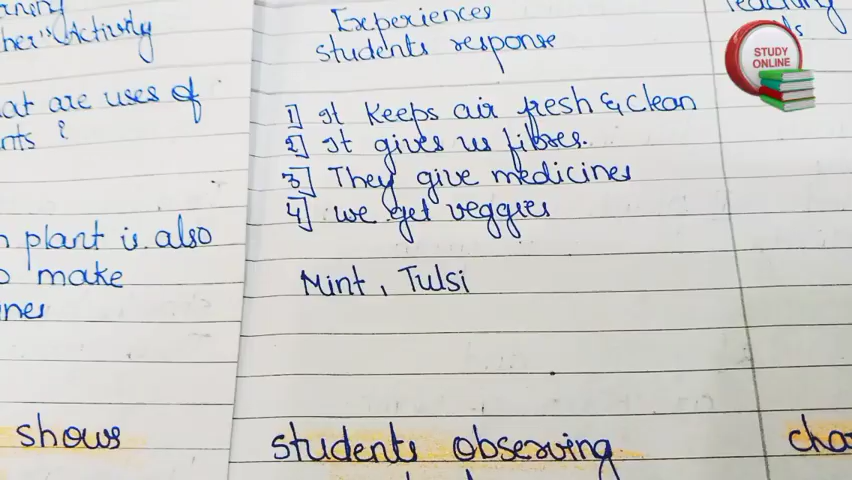 Experiences
her's Activity
students response
STUDY
ONLINE
at are uses of
nts ?
1] It keeps air fresh & clean
2] It gives us fibres.
3] They give medicines
4] we get veggies
plant is also
make
Mint, Tulsi
shows
students observing